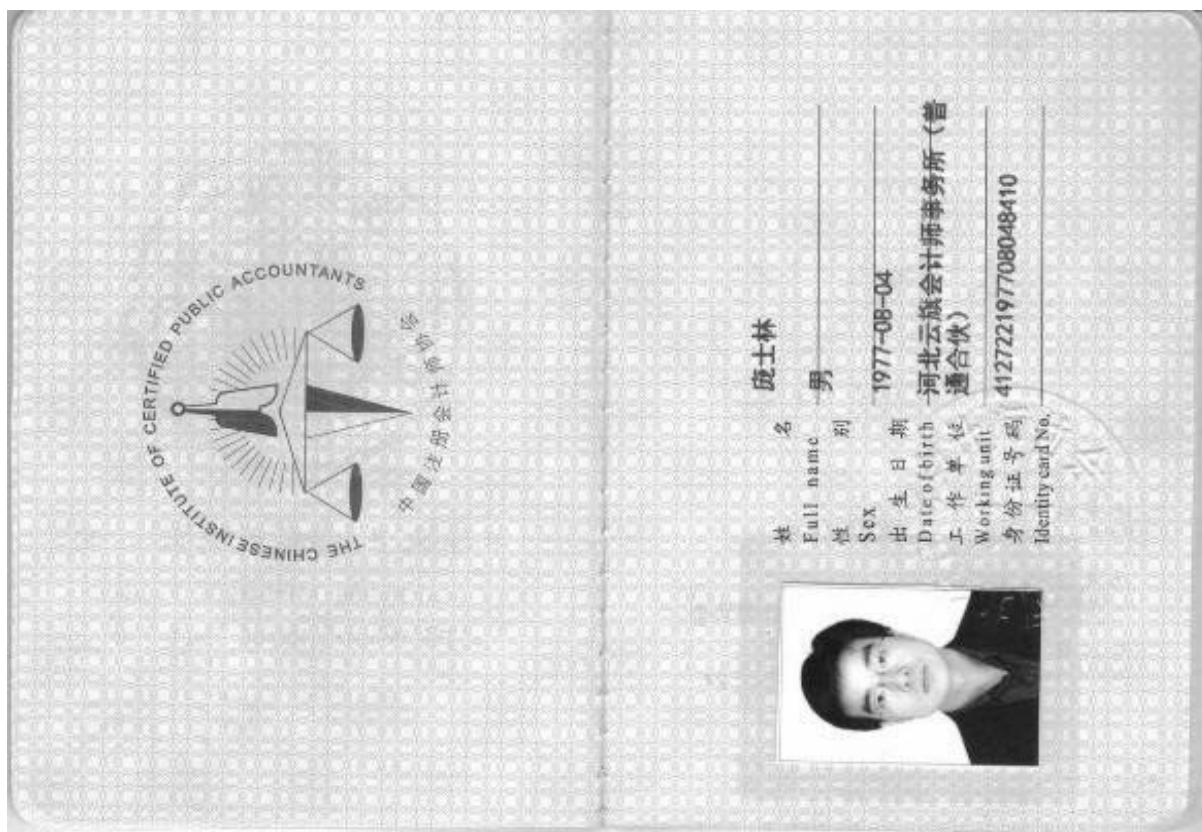 THE CHINESE INSTITUTE OF CERTIFIED PUBLIC ACCOUNTANTS
中国注册会计师协会
姓名 庞士林
Full name
性别 男
Sex
出生日期 1977-08-04
Date of birth
工作单位 河北云旗会计师事务所（普
通合伙）
Working unit
身份证号码 412722197708048410
Identity card No.